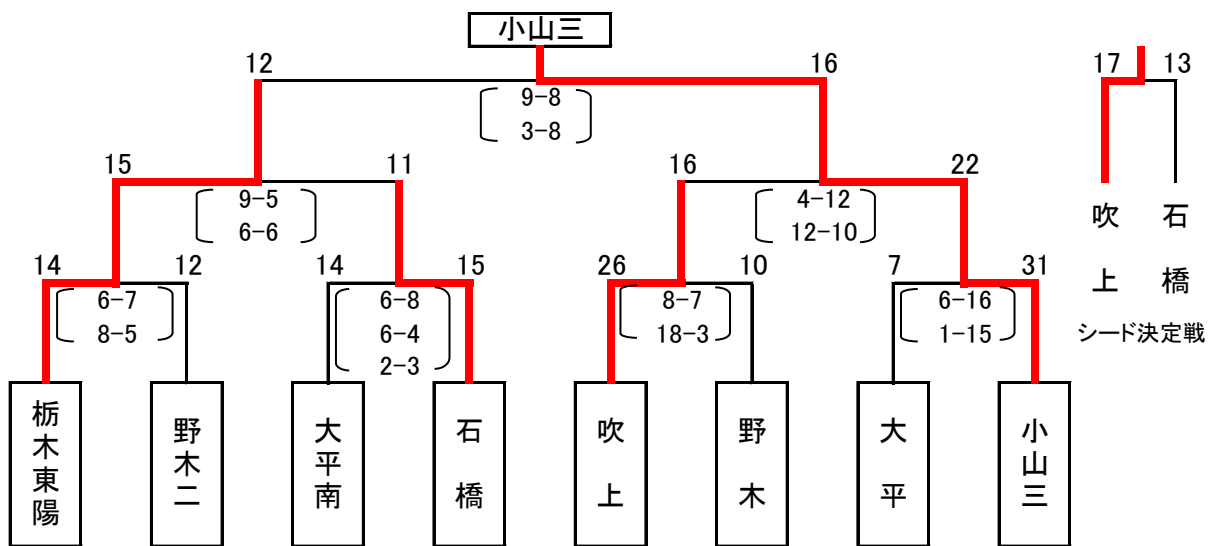 小山三
12 16 17 13
9-8
3-8
15 11 16 22
9-5 4-12
6-6 12-10
吹上 石橋
14 12 14 15 26 10 7 31
6-7 6-8 8-7 6-16
8-5 6-4 18-3 1-15
2-3
シード決定戦
栃木東陽 野木二 大平南 石橋 吹上 野木 大平 小山三